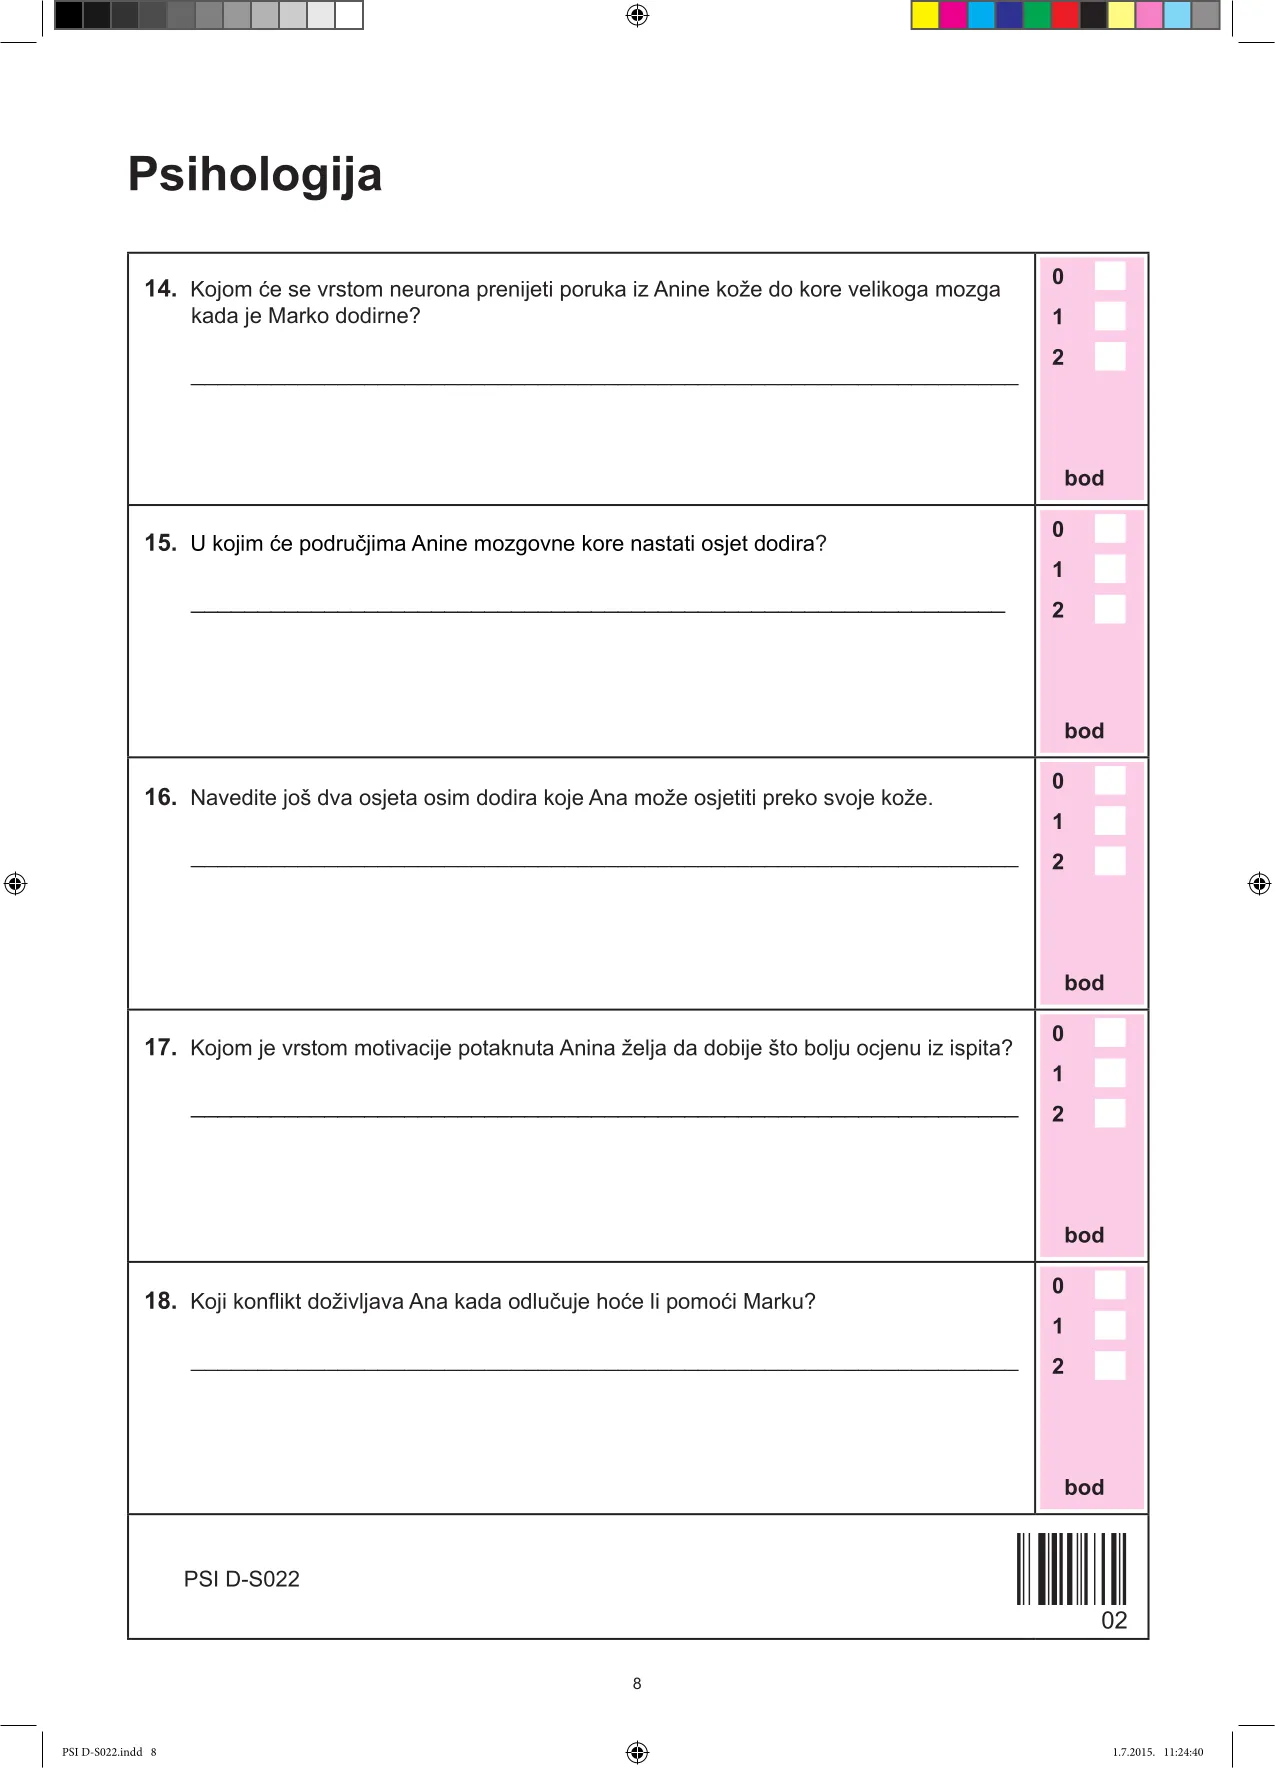 Psihologija
14. Kojom će se vrstom neurona prenijeti poruka iz Anine kože do kore velikoga mozga
kada je Marko dodirne?
0
1
2
bod
15. U kojim će područjima Anine mozgovne kore nastati osjet dodira?
0
1
2
bod
16. Navedite još dva osjeta osim dodira koje Ana može osjetiti preko svoje kože.
0
1
2
bod
17. Kojom je vrstom motivacije potaknuta Anina želja da dobije što bolju ocjenu iz ispita?
0
1
2
bod
18. Koji konflikt doživljava Ana kada odlučuje hoće li pomoći Marku?
0
1
2
bod
PSI D-S022
02
8
PSI D-S022.indd 8
1.7.2015. 11:24:40